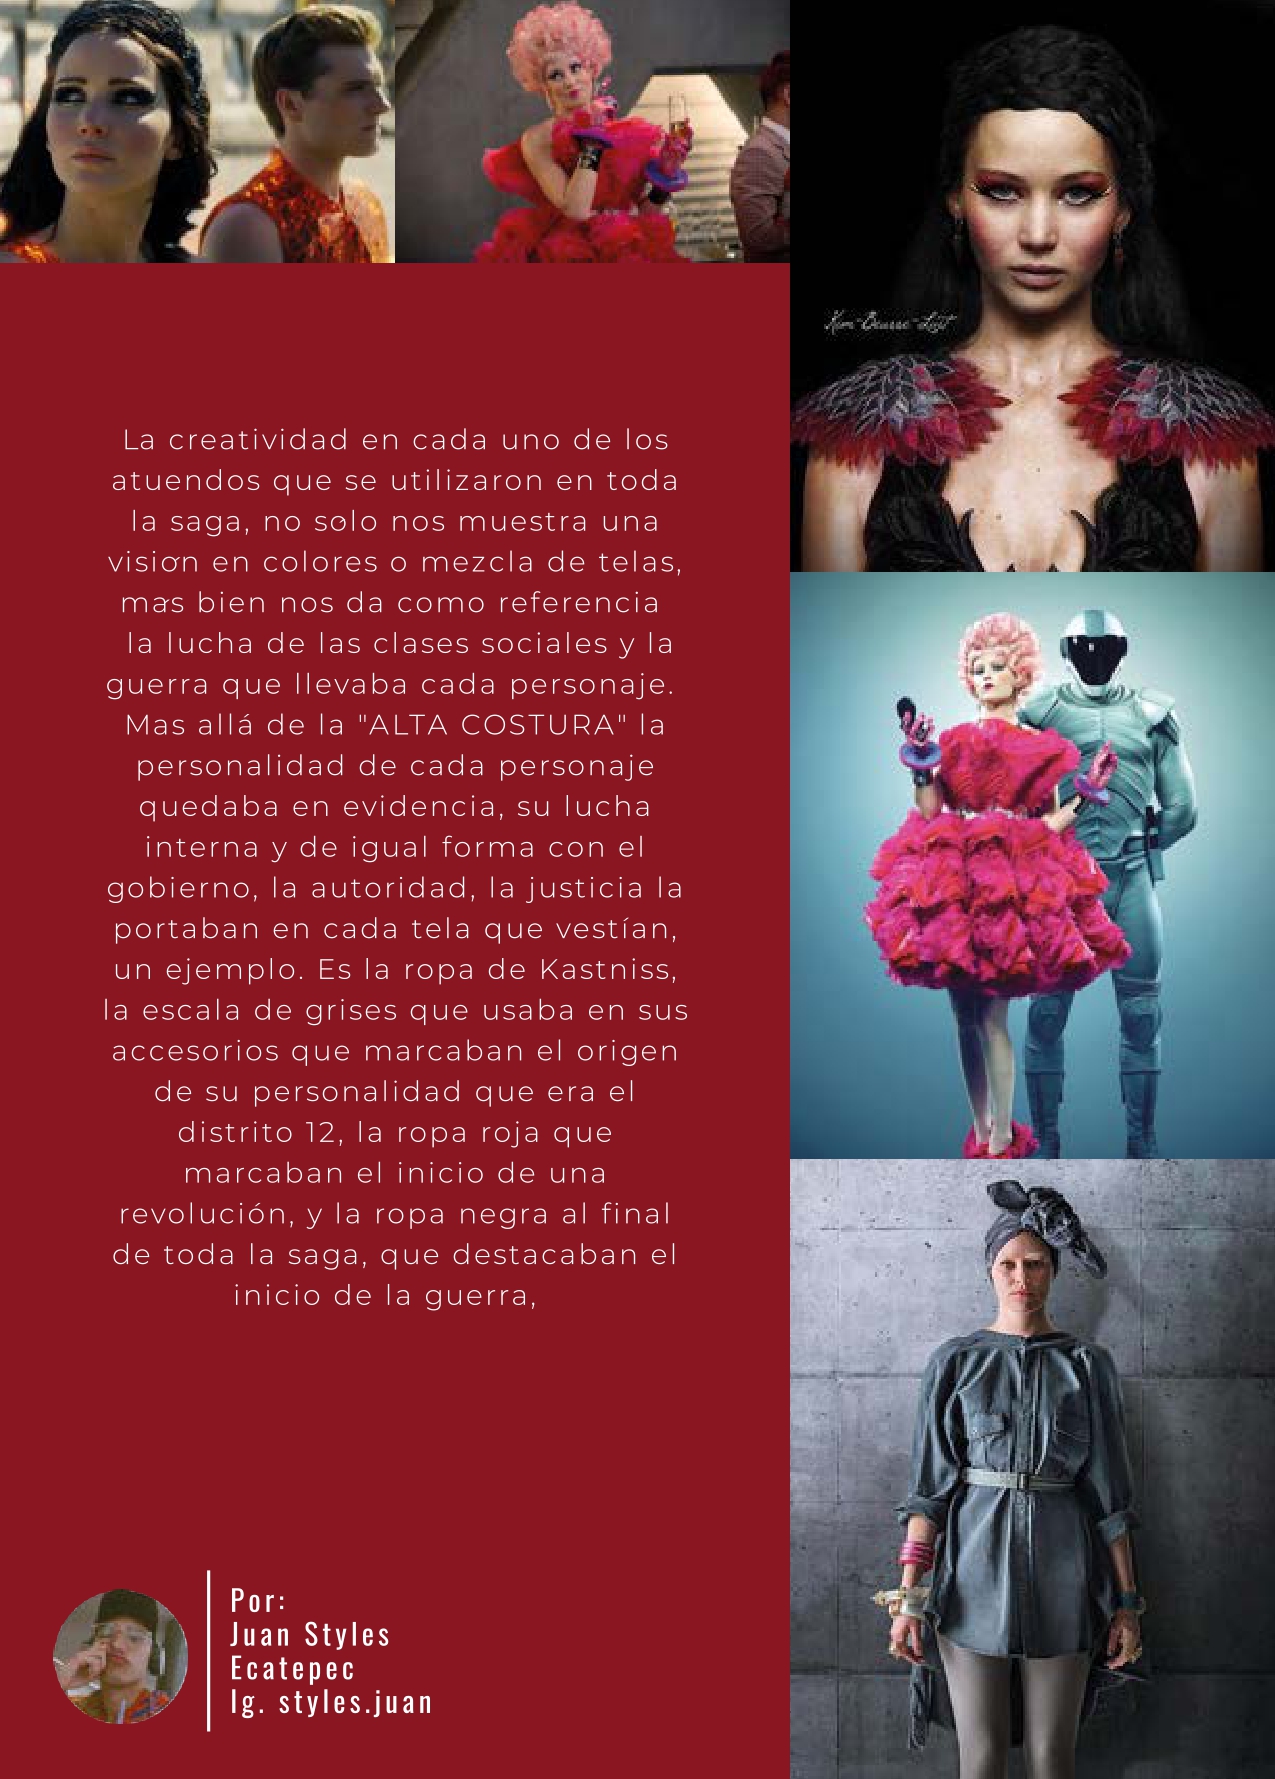 Kim-Beurre-Lust
La creatividad en cada uno de los
atuendos que se utilizaron en toda
la saga, no sólo nos muestra una
visión en colores o mezcla de telas,
más bien nos da como referencia
la lucha de las clases sociales y la
guerra que llevaba cada personaje.
Mas allá de la "ALTA COSTURA" la
personalidad de cada personaje
quedaba en evidencia, su lucha
interna y de igual forma con el
gobierno, la autoridad, la justicia la
portaban en cada tela que vestían,
un ejemplo. Es la ropa de Kastniss,
la escala de grises que usaba en sus
accesorios que marcaban el origen
de su personalidad que era el
distrito 12, la ropa roja que
marcaban el inicio de una
revolución, y la ropa negra al final
de toda la saga, que destacaban el
inicio de la guerra,
Por:
Juan Styles
Ecatepec
Ig. styles.juan